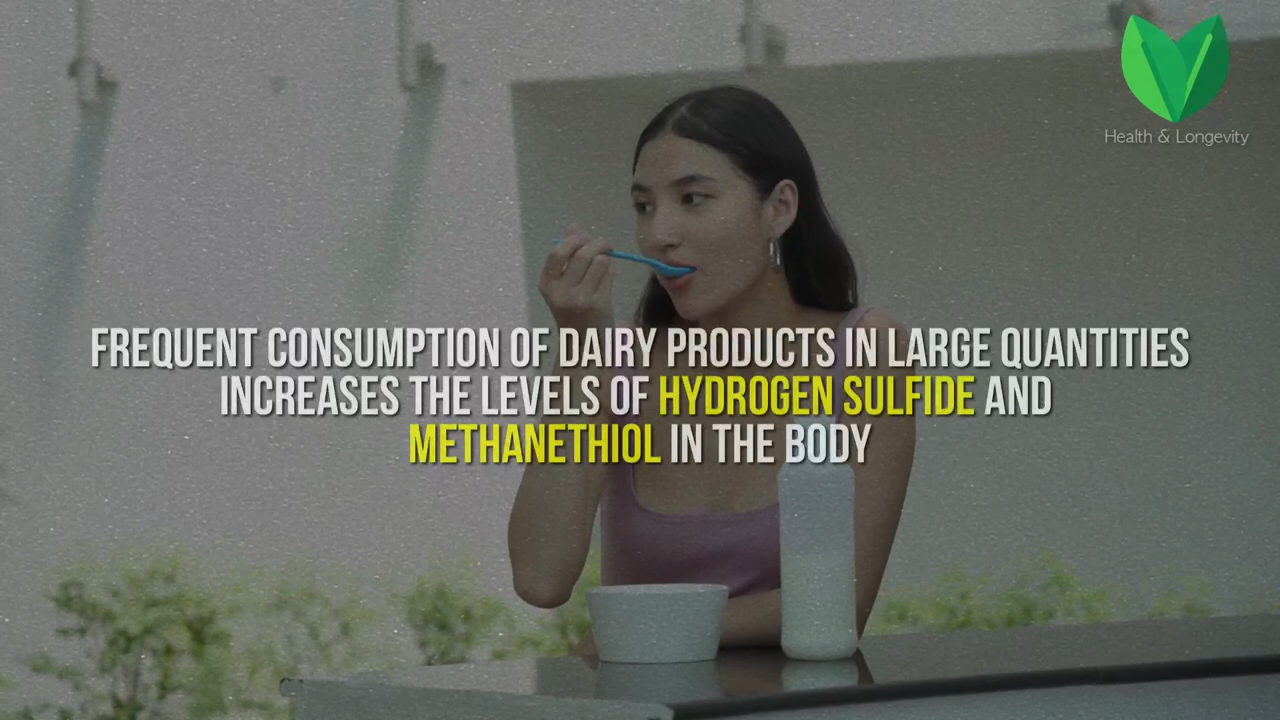 Health & Longevity
FREQUENT CONSUMPTION OF DAIRY PRODUCTS IN LARGE QUANTITIES
INCREASES THE LEVELS OF HYDROGEN SULFIDE AND
METHANETHIOL IN THE BODY